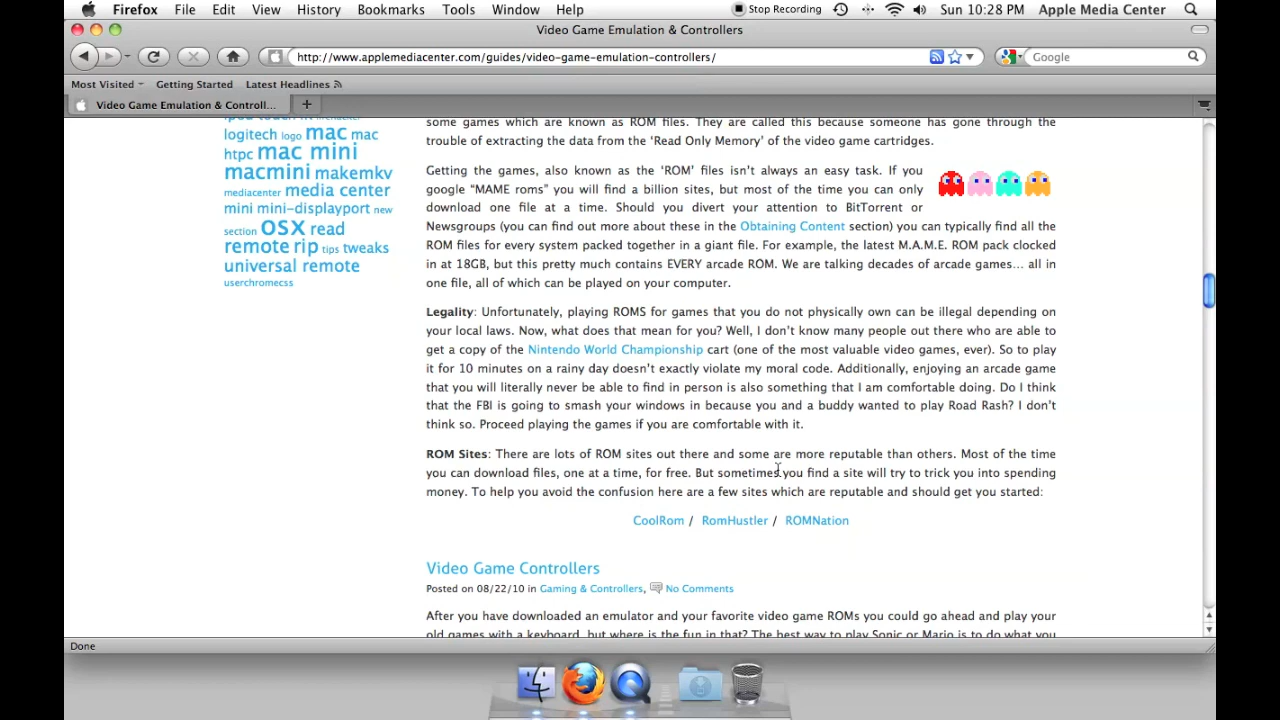 Firefox File Edit View History Bookmarks Tools Window Help Stop Recording Sun 10:28 PM Apple Media Center
Video Game Emulation & Controllers
http://www.applemediacenter.com/guides/video-game-emulation-controllers/ Google
Most Visited Getting Started Latest Headlines
Video Game Emulation & Controll...
logitech logo mac mac
htpc mac mini
macmini makemkv
mediacenter media center
mini mini-displayport new
section osx read
remote rip tips tweaks
universal remote
userchromecss
some games which are known as ROM files. They are called this because someone has gone through the
trouble of extracting the data from the ‘Read Only Memory’ of the video game cartridges.
Getting the games, also known as the ‘ROM’ files isn’t always an easy task. If you
google “MAME roms” you will find a billion sites, but most of the time you can only
download one file at a time. Should you divert your attention to BitTorrent or
Newsgroups (you can find out more about these in the Obtaining Content section) you can typically find all the
ROM files for every system packed together in a giant file. For example, the latest M.A.M.E. ROM pack clocked
in at 18GB, but this pretty much contains EVERY arcade ROM. We are talking decades of arcade games… all in
one file, all of which can be played on your computer.
Legality: Unfortunately, playing ROMS for games that you do not physically own can be illegal depending on
your local laws. Now, what does that mean for you? Well, I don’t know many people out there who are able to
get a copy of the Nintendo World Championship cart (one of the most valuable video games, ever). So to play
it for 10 minutes on a rainy day doesn’t exactly violate my moral code. Additionally, enjoying an arcade game
that you will literally never be able to find in person is also something that I am comfortable doing. Do I think
that the FBI is going to smash your windows in because you and a buddy wanted to play Road Rash? I don’t
think so. Proceed playing the games if you are comfortable with it.
ROM Sites: There are lots of ROM sites out there and some are more reputable than others. Most of the time
you can download files, one at a time, for free. But sometimes you find a site will try to trick you into spending
money. To help you avoid the confusion here are a few sites which are reputable and should get you started:
CoolRom / RomHustler / ROMNation
Video Game Controllers
Posted on 08/22/10 in Gaming & Controllers, No Comments
After you have downloaded an emulator and your favorite video game ROMs you could go ahead and play your
old games with a keyboard, but where is the fun in that? The best way to play Sonic or Mario is to do what you
Done